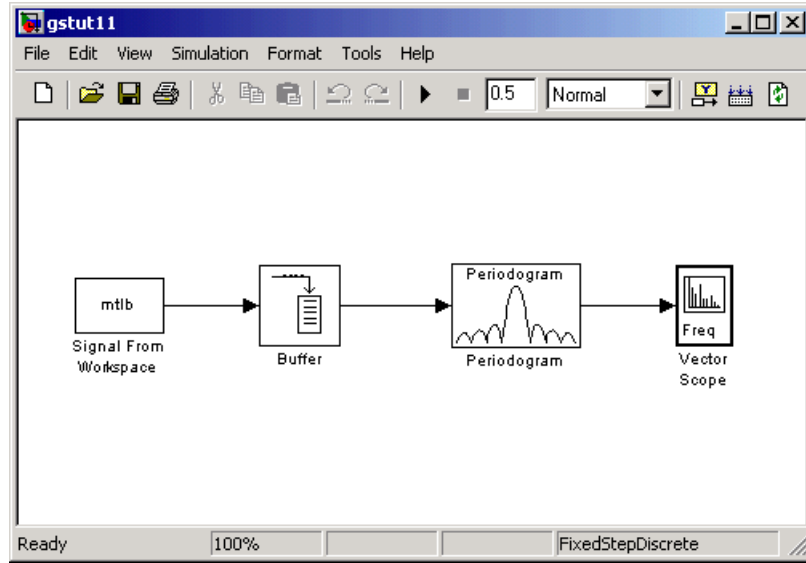 gstut11
File Edit View Simulation Format Tools Help
0.5 Normal
mtlb
Signal From
Workspace
Buffer
Periodogram
Periodogram
Freq
Vector
Scope
Ready 100% FixedStepDiscrete